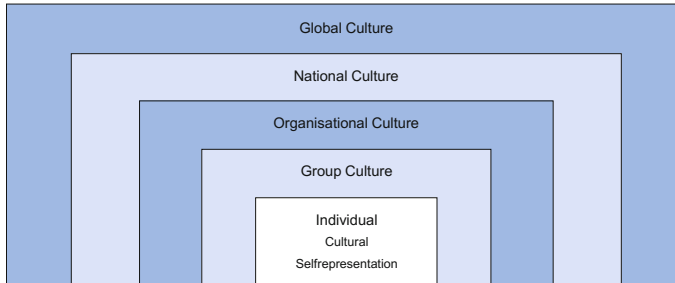 Global Culture
National Culture
Organisational Culture
Group Culture
Individual
Cultural
Selfrepresentation